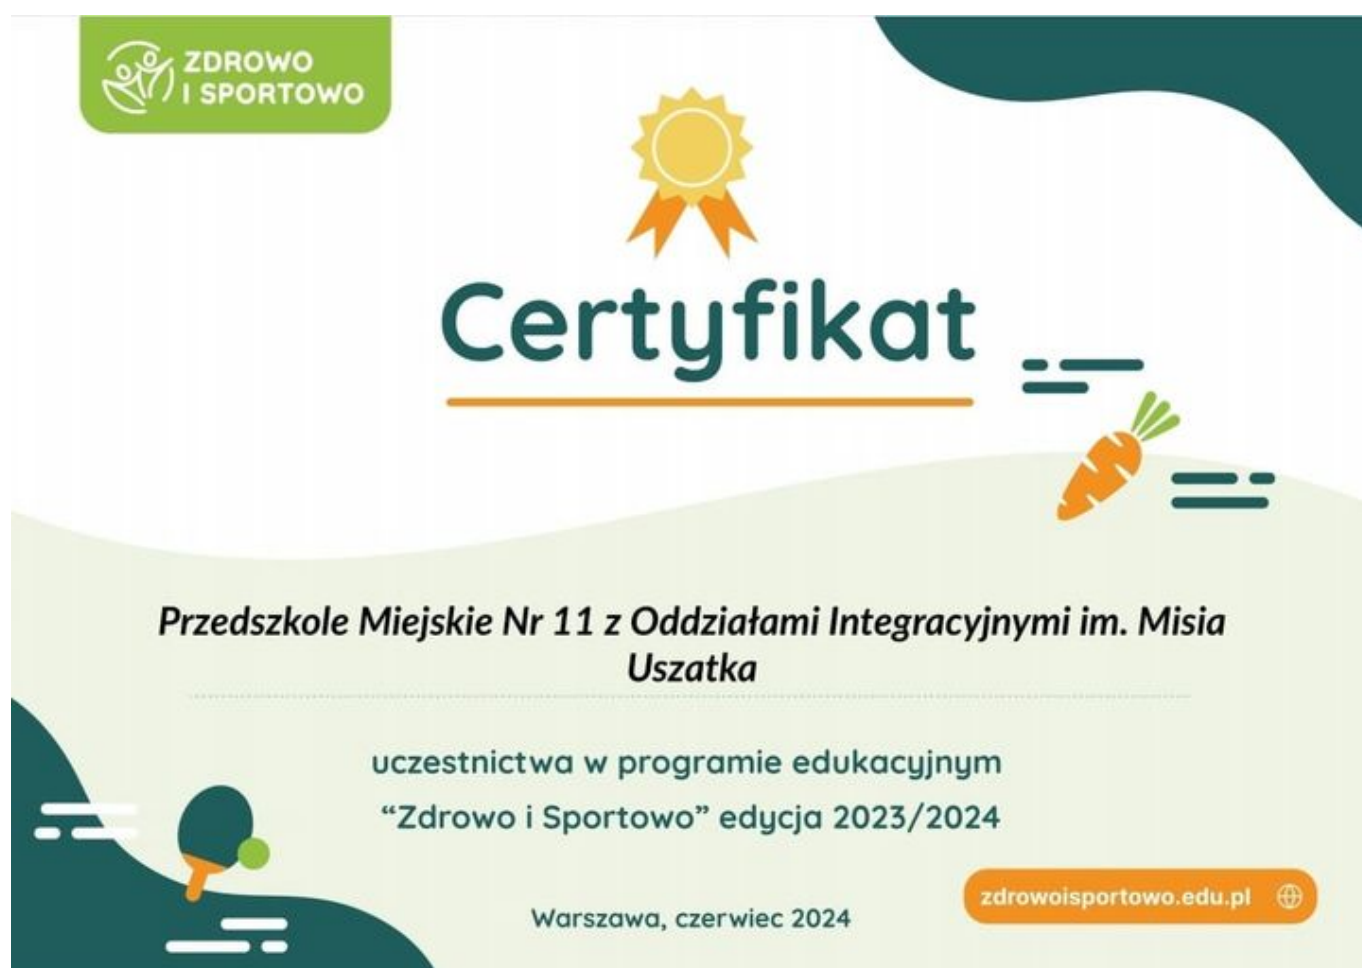 ZDROWO
I SPORTOWO
Certyfikat
Przedszkole Miejskie Nr 11 z Oddziałami Integracyjnymi im. Misia
Uszatka
uczestnictwa w programie edukacyjnym
“Zdrowo i Sportowo” edycja 2023/2024
zdrowoisportowo.edu.pl
Warszawa, czerwiec 2024